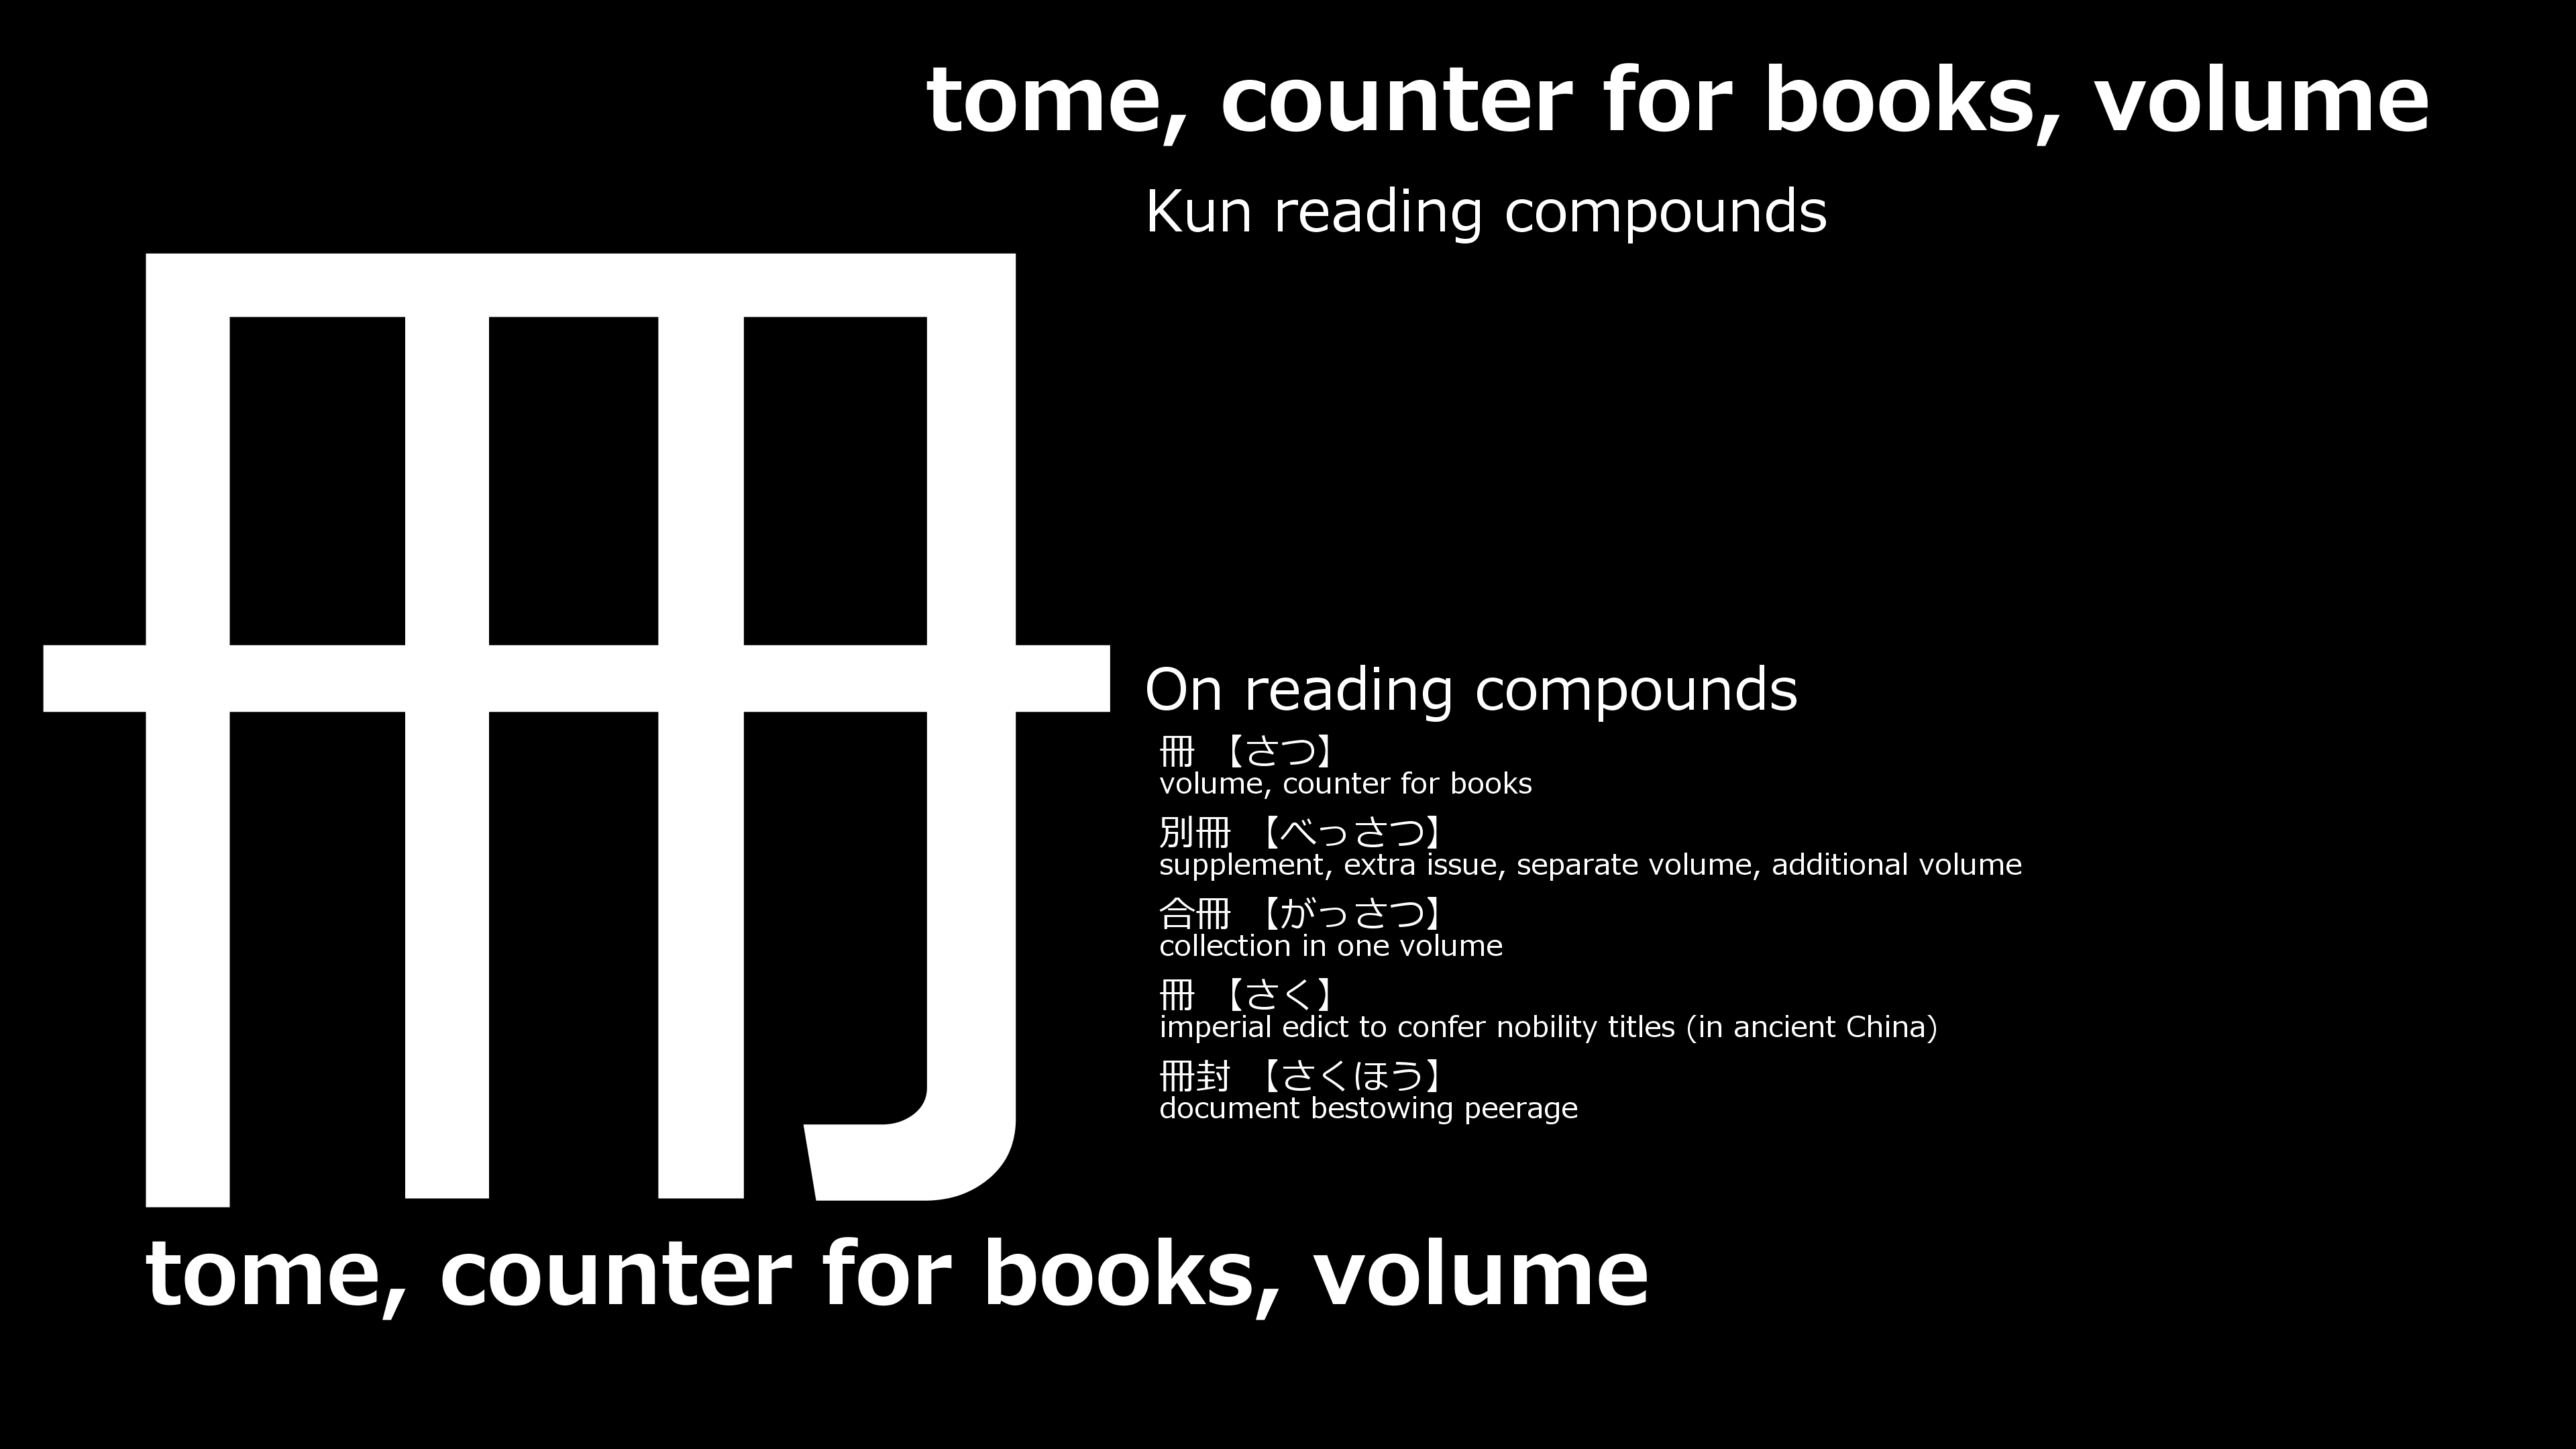 tome, counter for books, volume
Kun reading compounds
冊
On reading compounds
冊 【さつ】
volume, counter for books
別冊 【べっさつ】
supplement, extra issue, separate volume, additional volume
合冊 【がっさつ】
collection in one volume
冊 【さく】
imperial edict to confer nobility titles (in ancient China)
冊封 【さくほう】
document bestowing peerage
tome, counter for books, volume